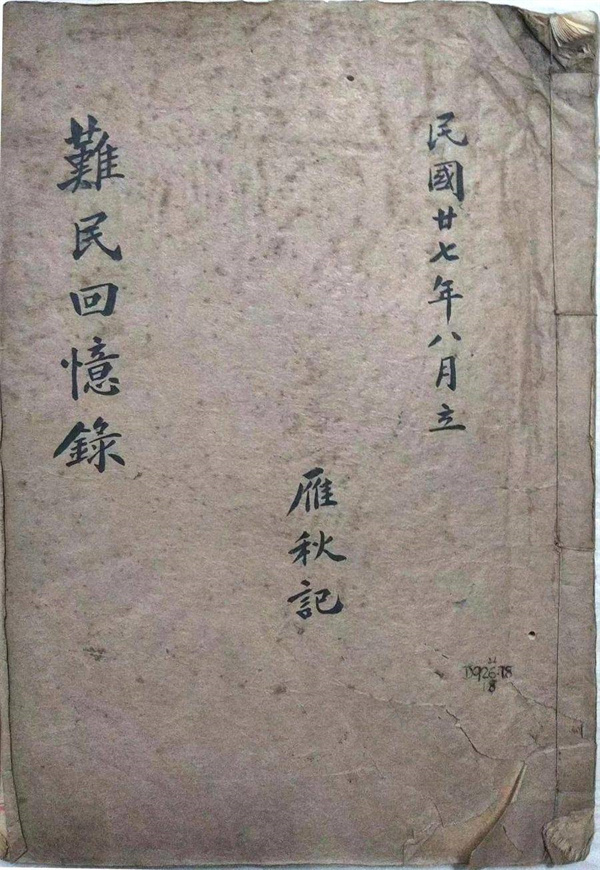 民國廿七年八月立
雁秋記
難民回憶錄